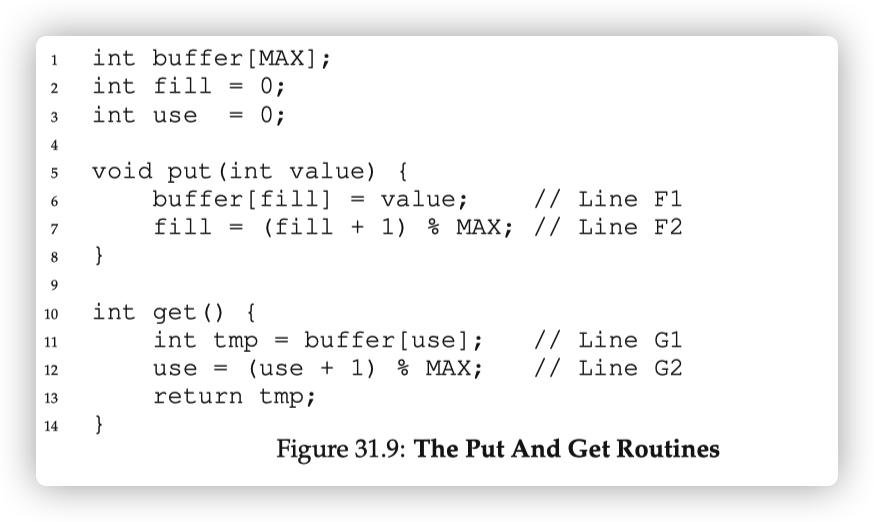 1 int buffer[MAX];
2 int fill = 0;
3 int use  = 0;
4
5 void put(int value) {
6     buffer[fill] = value;    // Line F1
7     fill = (fill + 1) % MAX; // Line F2
8 }
9
10 int get() {
11     int tmp = buffer[use];   // Line G1
12     use = (use + 1) % MAX;   // Line G2
13     return tmp;
14 }
Figure 31.9: The Put And Get Routines